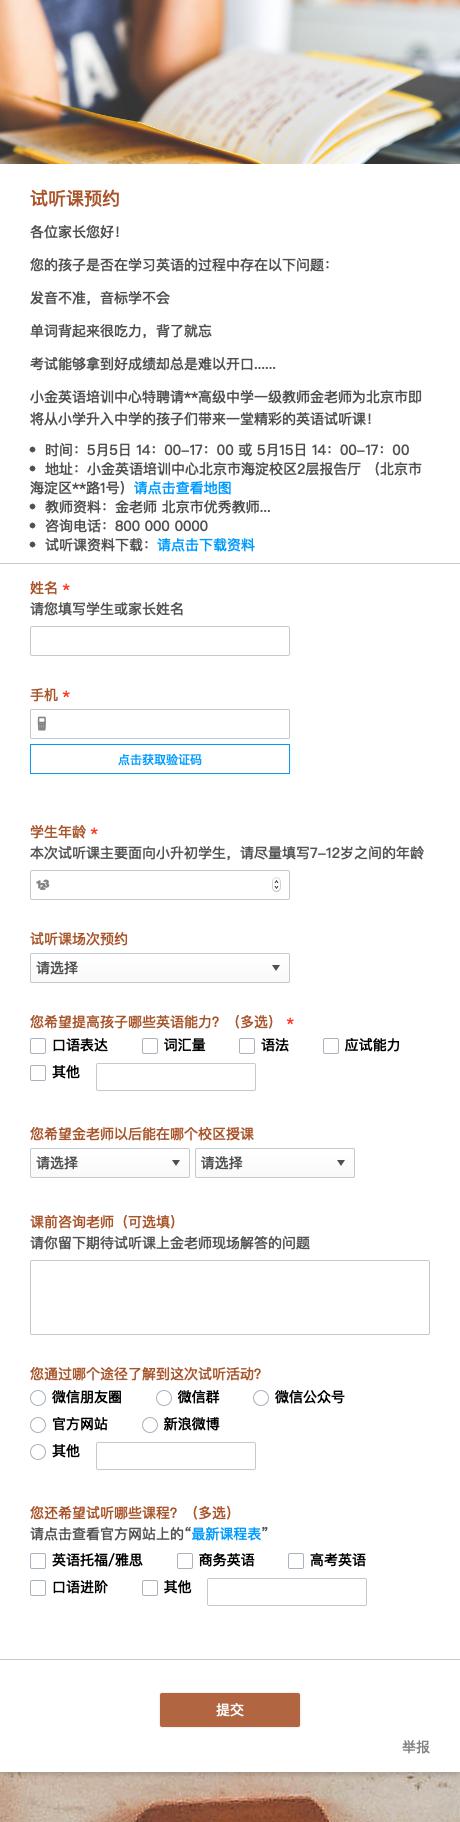 试听课预约
各位家长您好！
您的孩子是否在学习英语的过程中存在以下问题：
发音不准，音标学不会
单词背起来很吃力，背了就忘
考试能够拿到好成绩却总是难以开口......
小金英语培训中心特聘请**高级中学一级教师金老师为北京市即
将从小学升入中学的孩子们带来一堂精彩的英语试听课！
• 时间：5月5日 14：00-17：00 或 5月15日 14：00-17：00
• 地址：小金英语培训中心北京市海淀校区2层报告厅 （北京市
海淀区**路1号）请点击查看地图
• 教师资料：金老师 北京市优秀教师...
• 咨询电话：800 000 0000
• 试听课资料下载：请点击下载资料
姓名 *
请您填写学生或家长姓名
手机 *
点击获取验证码
学生年龄 *
本次试听课主要面向小升初学生，请尽量填写7-12岁之间的年龄
123
试听课场次预约
请选择
您希望提高孩子哪些英语能力？（多选） *
口语表达 词汇量 语法 应试能力
其他
您希望金老师以后能在哪个校区授课
请选择 请选择
课前咨询老师（可选填）
请你留下期待试听课上金老师现场解答的问题
您通过哪个途径了解到这次试听活动？
微信朋友圈 微信群 微信公众号
官方网站 新浪微博
其他
您还希望试听哪些课程？（多选）
请点击查看官方网站上的“最新课程表”
英语托福/雅思 商务英语 高考英语
口语进阶 其他
提交
举报